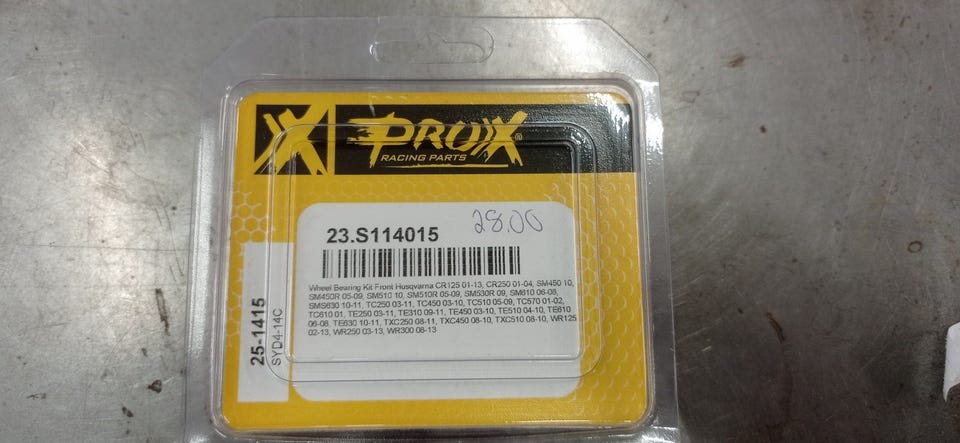 PROX®
RACING PARTS
28.00
23.S114015
Wheel Bearing Kit Front Husqvarna CR125 01-13, CR250 01-04, SM450 10,
SM450R 05-09, SM510 10, SM510R 05-09, SM530R 09, SM610 06-08,
SMS630 10-11, TC250 03-11, TC450 03-10, TC510 05-09, TC570 01-02,
TC610 01, TE250 03-11, TE310 09-11, TE450 03-10, TE510 04-10, TE610
06-08, TE630 10-11, TXC250 08-11, TXC450 08-10, TXC510 08-10, WR125
02-13, WR250 03-13, WR300 08-13
25-1415
SYD4-14C